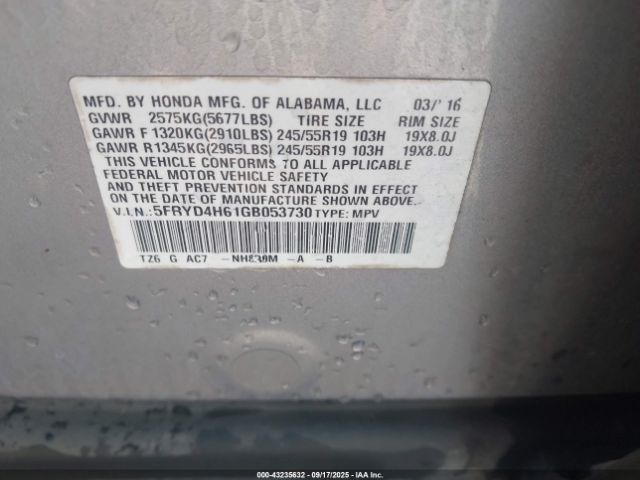 MFD. BY HONDA MFG. OF ALABAMA, LLC 03/'16
GVWR 2575KG(5677LBS) TIRE SIZE RIM SIZE
GAWR F 1320KG(2910LBS) 245/55R19 103H 19X8.0J
GAWR R 1345KG(2965LBS) 245/55R19 103H 19X8.0J
THIS VEHICLE CONFORMS TO ALL APPLICABLE
FEDERAL MOTOR VEHICLE SAFETY
AND THEFT PREVENTION STANDARDS IN EFFECT
ON THE DATE OF MANUFACTURE SHOWN ABOVE.
V.I.N.:5FRYD4H61GB053730 TYPE: MPV
TZ6 G AC7 -NH830M -A -B
000-43235632 - 09/17/2025 - IAAI.COM